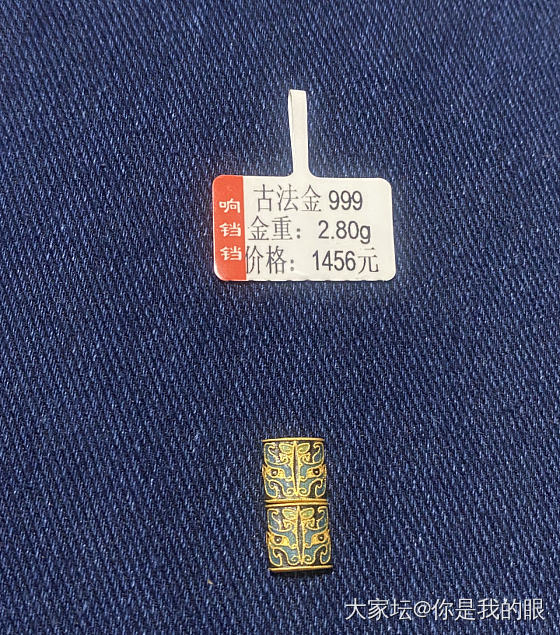 响铛铛
古法金 999
金重：2.80g
价格：1456元
大家坛@你是我的眼